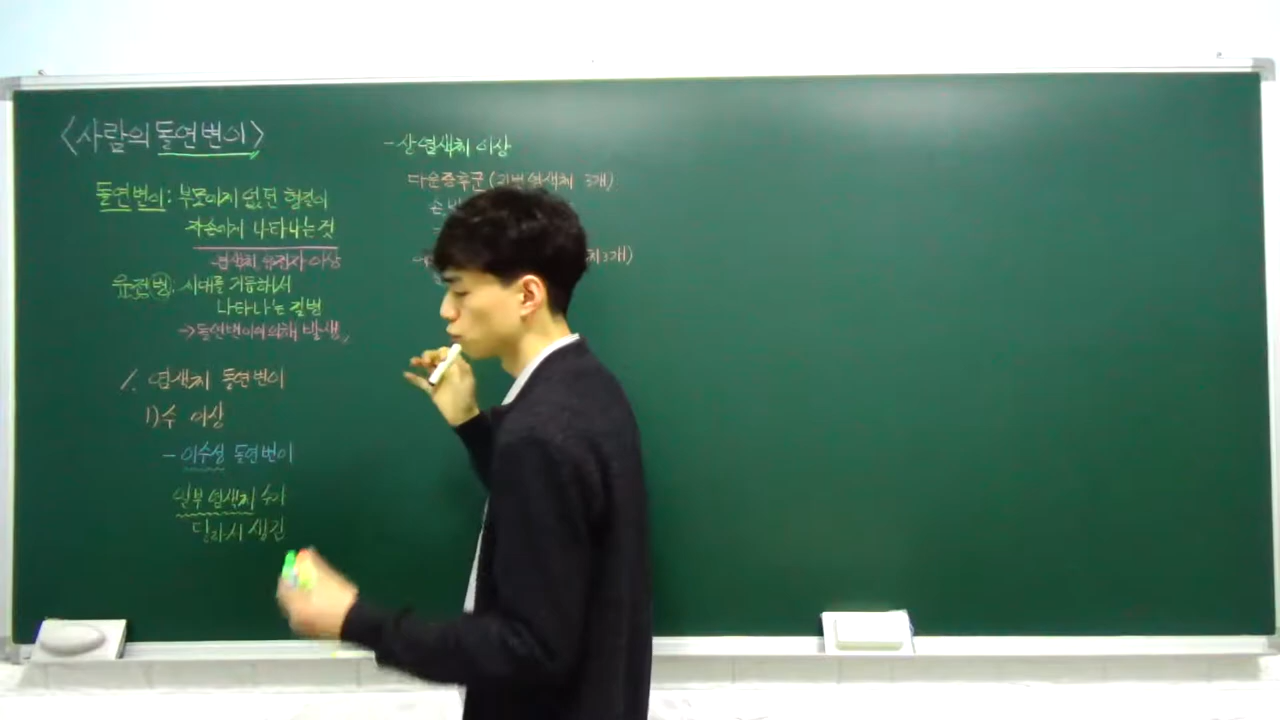 <사람의 돌연변이>
돌연변이: 부모에게 없던 형질이
자손에게 나타나는 것
염색체 유전자 이상
유전병: 세대를 거듭해서
나타나는 질병
→돌연변이에 의해 발생
1. 염색체 돌연변이
1) 수 이상
- 이수성 돌연변이
일부 염색체 수가
달라서 생긴
- 상염색체 이상
다운증후군 (21번 염색체 3개)
손
3개)